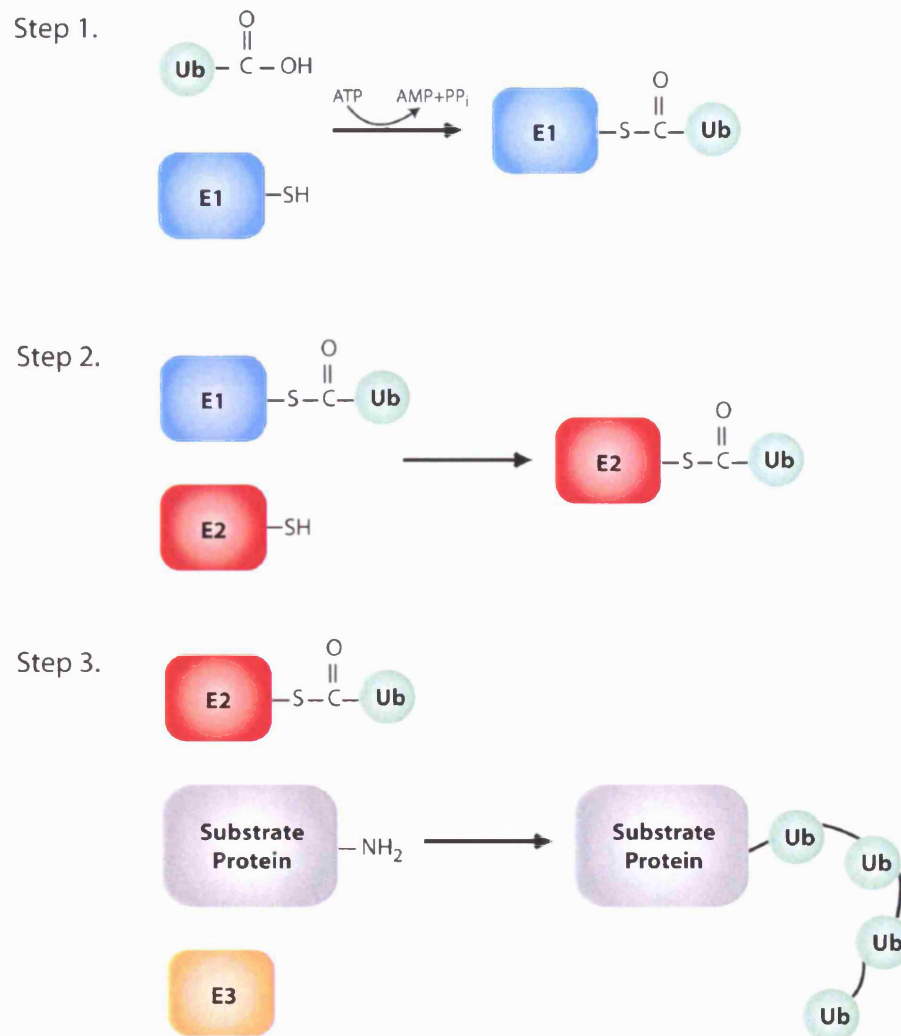 Step 1.
O
||
Ub – C – OH
ATP AMP+PPi
E1 –SH
O
||
E1 –S–C– Ub
Step 2.
O
||
E1 –S–C– Ub
E2 –SH
O
||
E2 –S–C– Ub
Step 3.
O
||
E2 –S–C– Ub
Substrate
Protein
–NH2
E3
Substrate
Protein
Ub
Ub
Ub
Ub